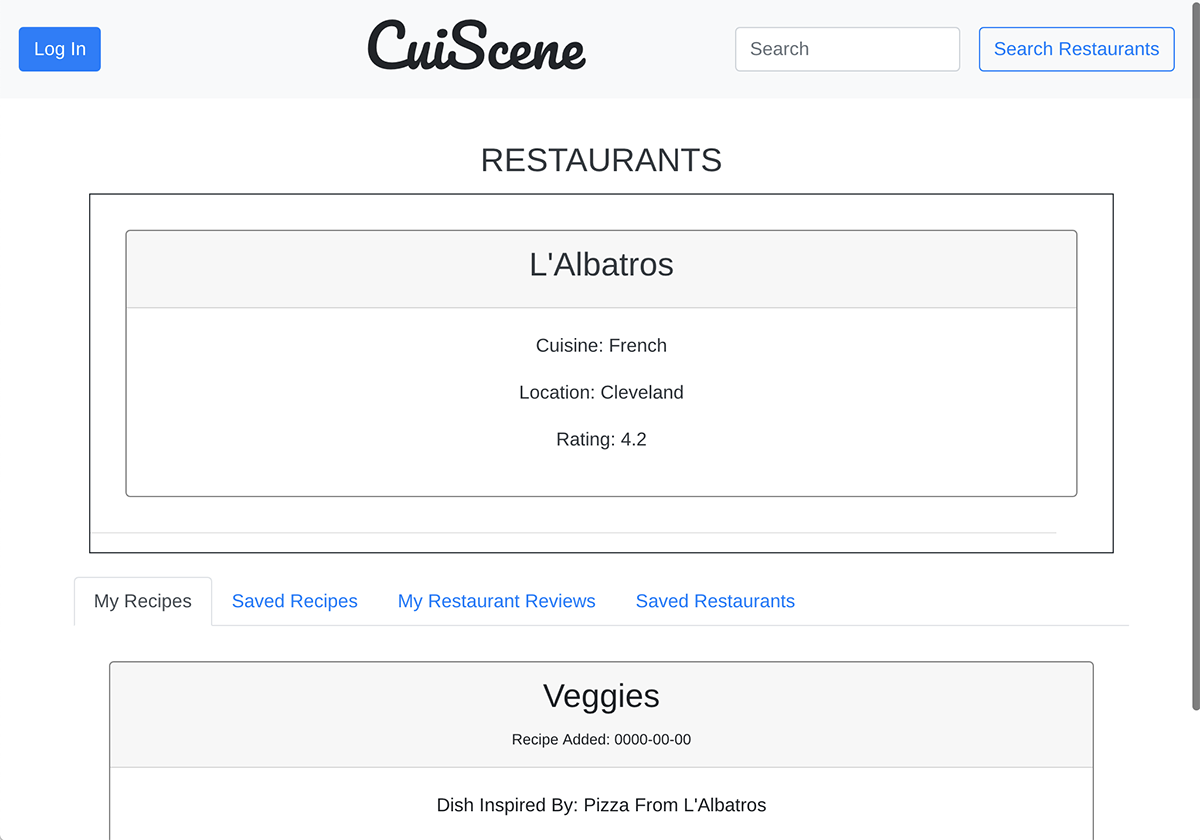 Log In
CuiScene
Search
Search Restaurants
RESTAURANTS
L'Albatros
Cuisine: French
Location: Cleveland
Rating: 4.2
My Recipes
Saved Recipes
My Restaurant Reviews
Saved Restaurants
Veggies
Recipe Added: 0000-00-00
Dish Inspired By: Pizza From L'Albatros